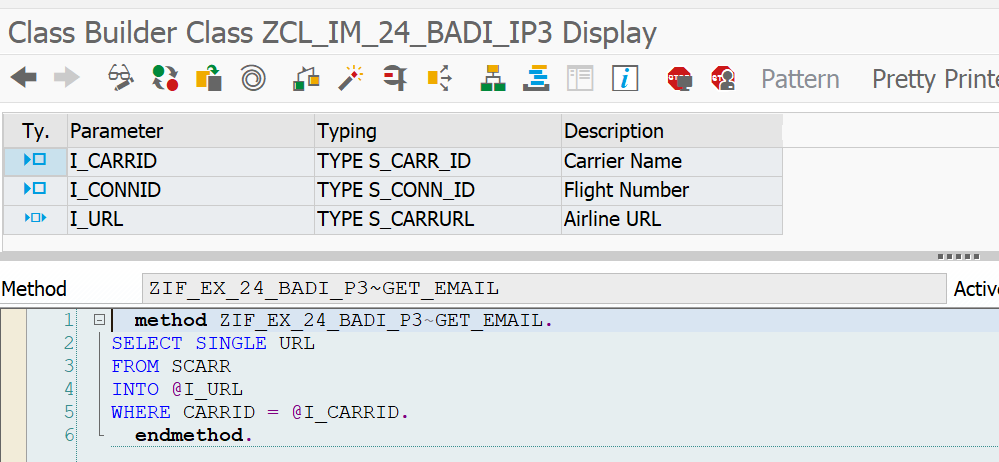 Class Builder Class ZCL_IM_24_BADI_IP3 Display
Pattern Pretty Printe
Ty. Parameter Typing Description
I_CARRID TYPE S_CARR_ID Carrier Name
I_CONNID TYPE S_CONN_ID Flight Number
I_URL TYPE S_CARRURL Airline URL
Method ZIF_EX_24_BADI_P3~GET_EMAIL Active
1 method ZIF_EX_24_BADI_P3~GET_EMAIL.
2 SELECT SINGLE URL
3 FROM SCARR
4 INTO @I_URL
5 WHERE CARRID = @I_CARRID.
6 endmethod.